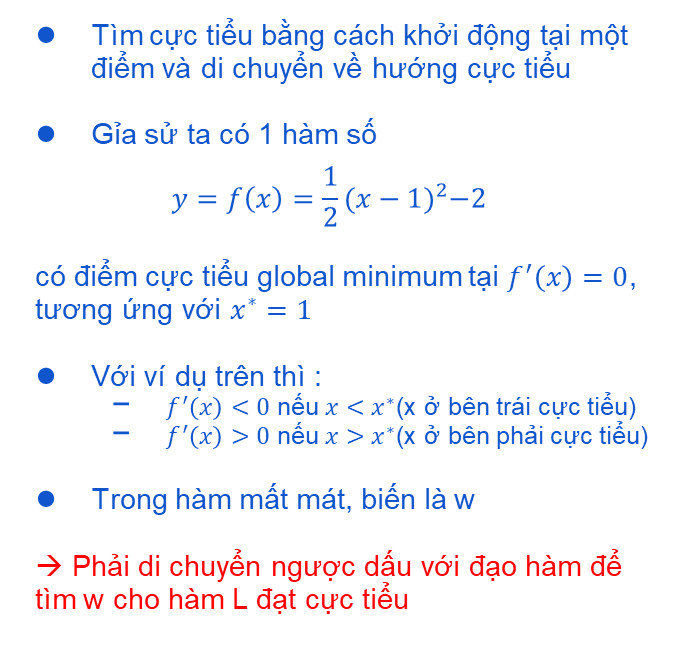 ● Tìm cực tiểu bằng cách khởi động tại một
điểm và di chuyển về hướng cực tiểu
● Gỉa sử ta có 1 hàm số
𝑦 = 𝑓(𝑥) = 1/2 (𝑥 − 1)²−2
có điểm cực tiểu global minimum tại 𝑓′(𝑥) = 0,
tương ứng với 𝑥* = 1
● Với ví dụ trên thì :
– 𝑓′(𝑥) < 0 nếu 𝑥 < 𝑥*(x ở bên trái cực tiểu)
– 𝑓′(𝑥) > 0 nếu 𝑥 > 𝑥*(x ở bên phải cực tiểu)
● Trong hàm mất mát, biến là w
→ Phải di chuyển ngược dấu với đạo hàm để
tìm w cho hàm L đạt cực tiểu